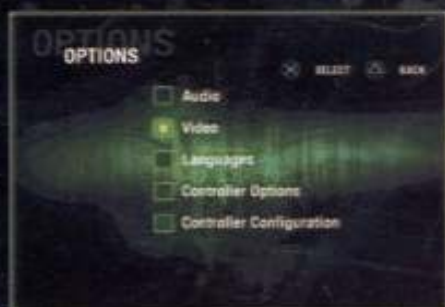 OPTIONS
OPTIONS
SELECT BACK
Audio
Video
Languages
Controller Options
Controller Configuration